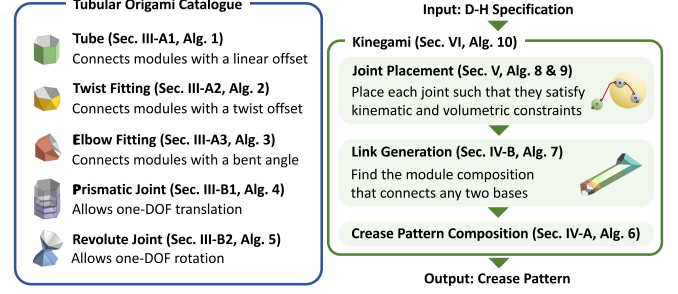 Tubular Origami Catalogue
Tube (Sec. III-A1, Alg. 1)
Connects modules with a linear offset
Twist Fitting (Sec. III-A2, Alg. 2)
Connects modules with a twist offset
Elbow Fitting (Sec. III-A3, Alg. 3)
Connects modules with a bent angle
Prismatic Joint (Sec. III-B1, Alg. 4)
Allows one-DOF translation
Revolute Joint (Sec. III-B2, Alg. 5)
Allows one-DOF rotation
Input: D-H Specification
Kinegami (Sec. VI, Alg. 10)
Joint Placement (Sec. V, Alg. 8 & 9)
Place each joint such that they satisfy
kinematic and volumetric constraints
Link Generation (Sec. IV-B, Alg. 7)
Find the module composition
that connects any two bases
Crease Pattern Composition (Sec. IV-A, Alg. 6)
Output: Crease Pattern